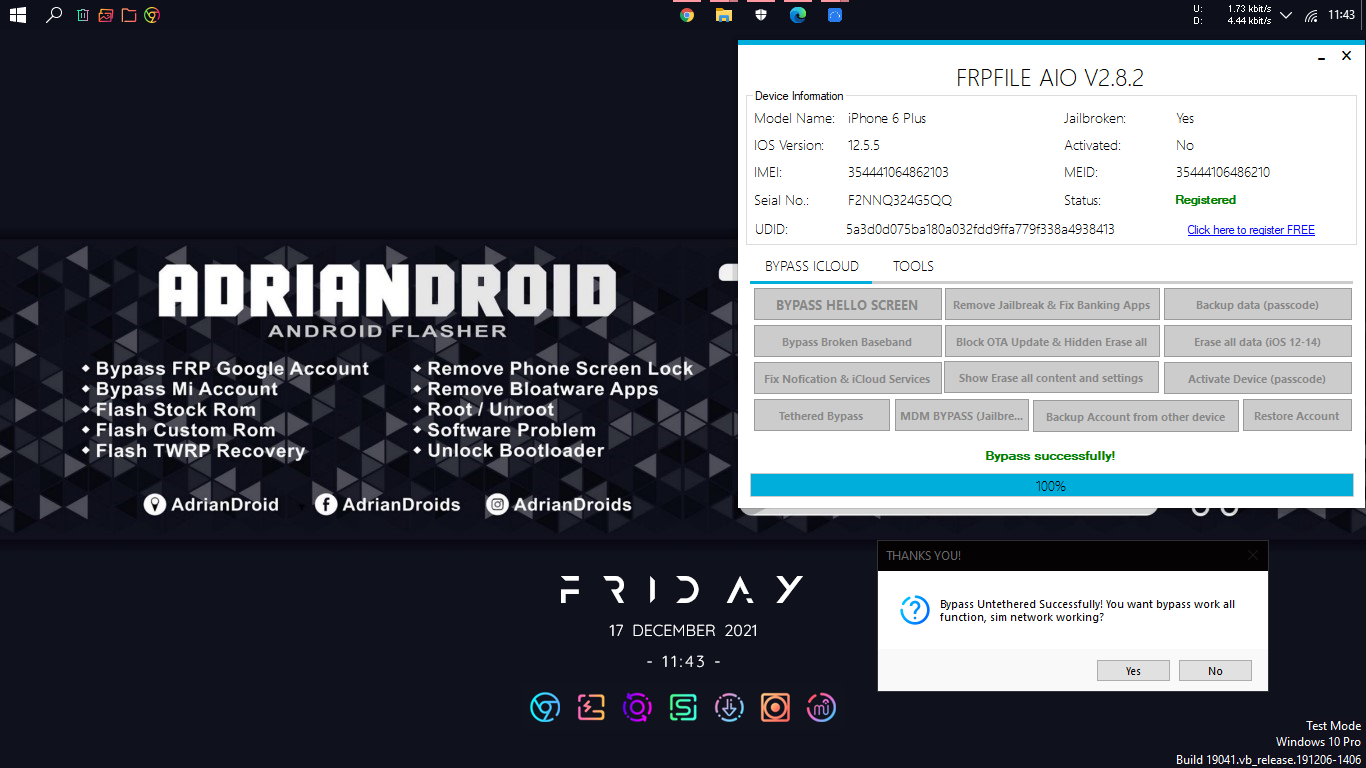 U: 1.73 kbit/s
D: 4.44 kbit/s
11:43
FRPFILE AIO V2.8.2
Device Information
Model Name: iPhone 6 Plus Jailbroken: Yes
IOS Version: 12.5.5 Activated: No
IMEI: 354441064862103 MEID: 35444106486210
Seial No.: F2NNQ324G5QQ Status: Registered
UDID: 5a3d0d075ba180a032fdd9ffa779f338a4938413 Click here to register FREE
BYPASS ICLOUD TOOLS
BYPASS HELLO SCREEN Remove Jailbreak & Fix Banking Apps Backup data (passcode)
Bypass Broken Baseband Block OTA Update & Hidden Erase all Erase all data (iOS 12-14)
Fix Nofication & iCloud Services Show Erase all content and settings Activate Device (passcode)
Tethered Bypass MDM BYPASS (Jailbre... Backup Account from other device Restore Account
Bypass successfully!
100%
ADRIANDROID
ANDROID FLASHER
Bypass FRP Google Account
Bypass Mi Account
Flash Stock Rom
Flash Custom Rom
Flash TWRP Recovery
Remove Phone Screen Lock
Remove Bloatware Apps
Root / Unroot
Software Problem
Unlock Bootloader
AdrianDroid AdrianDroids AdrianDroids
THANKS YOU!
Bypass Untethered Successfully! You want bypass work all
function, sim network working?
Yes No
FRIDAY
17 DECEMBER 2021
- 11:43 -
Test Mode
Windows 10 Pro
Build 19041.vb_release.191206-1406